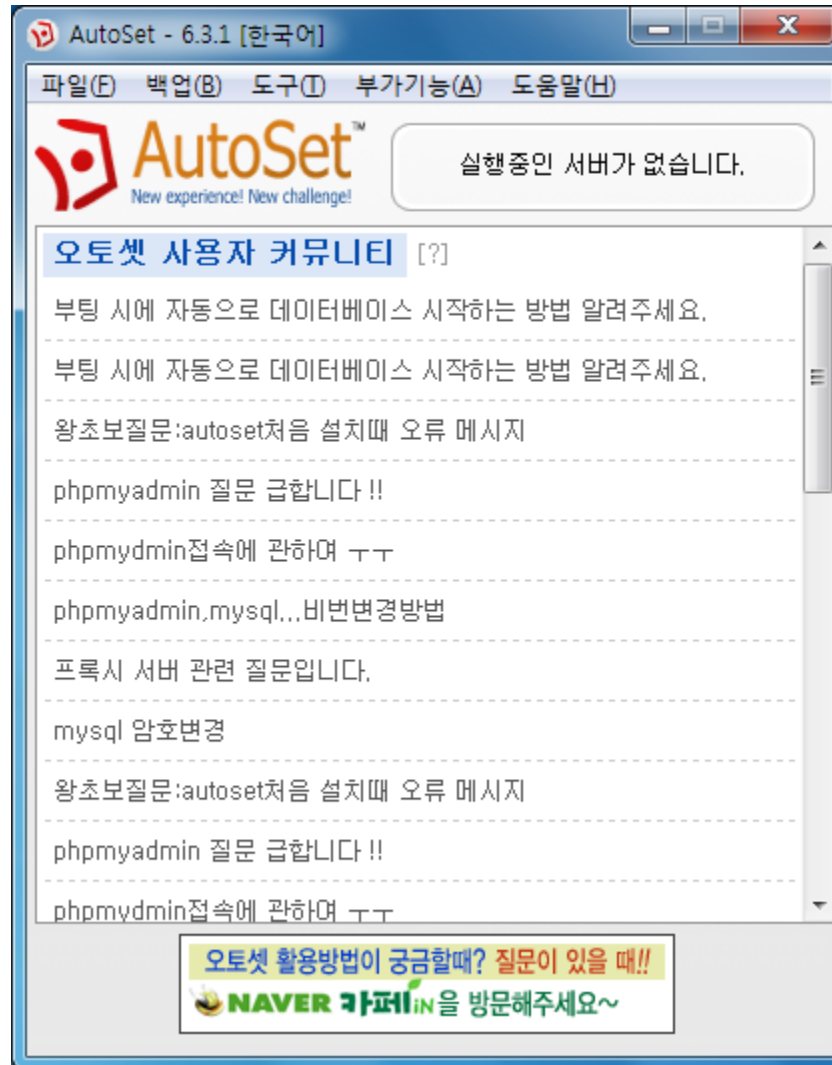 AutoSet - 6.3.1 [한국어]
파일(F) 백업(B) 도구(T) 부가기능(A) 도움말(H)
AutoSet™
New experience! New challenge!
실행중인 서버가 없습니다.
오토셋 사용자 커뮤니티 [?]
부팅 시에 자동으로 데이터베이스 시작하는 방법 알려주세요.
부팅 시에 자동으로 데이터베이스 시작하는 방법 알려주세요.
왕초보질문:autoset처음 설치때 오류 메시지
phpmyadmin 질문 급합니다 !!
phpmydmin접속에 관하여 ㅜㅜ
phpmyadmin,mysql...비번변경방법
프록시 서버 관련 질문입니다.
mysql 암호변경
왕초보질문:autoset처음 설치때 오류 메시지
phpmyadmin 질문 급합니다 !!
phpmydmin접속에 관하여 ㅜㅜ
오토셋 활용방법이 궁금할때? 질문이 있을 때!!
NAVER 카페iN을 방문해주세요~